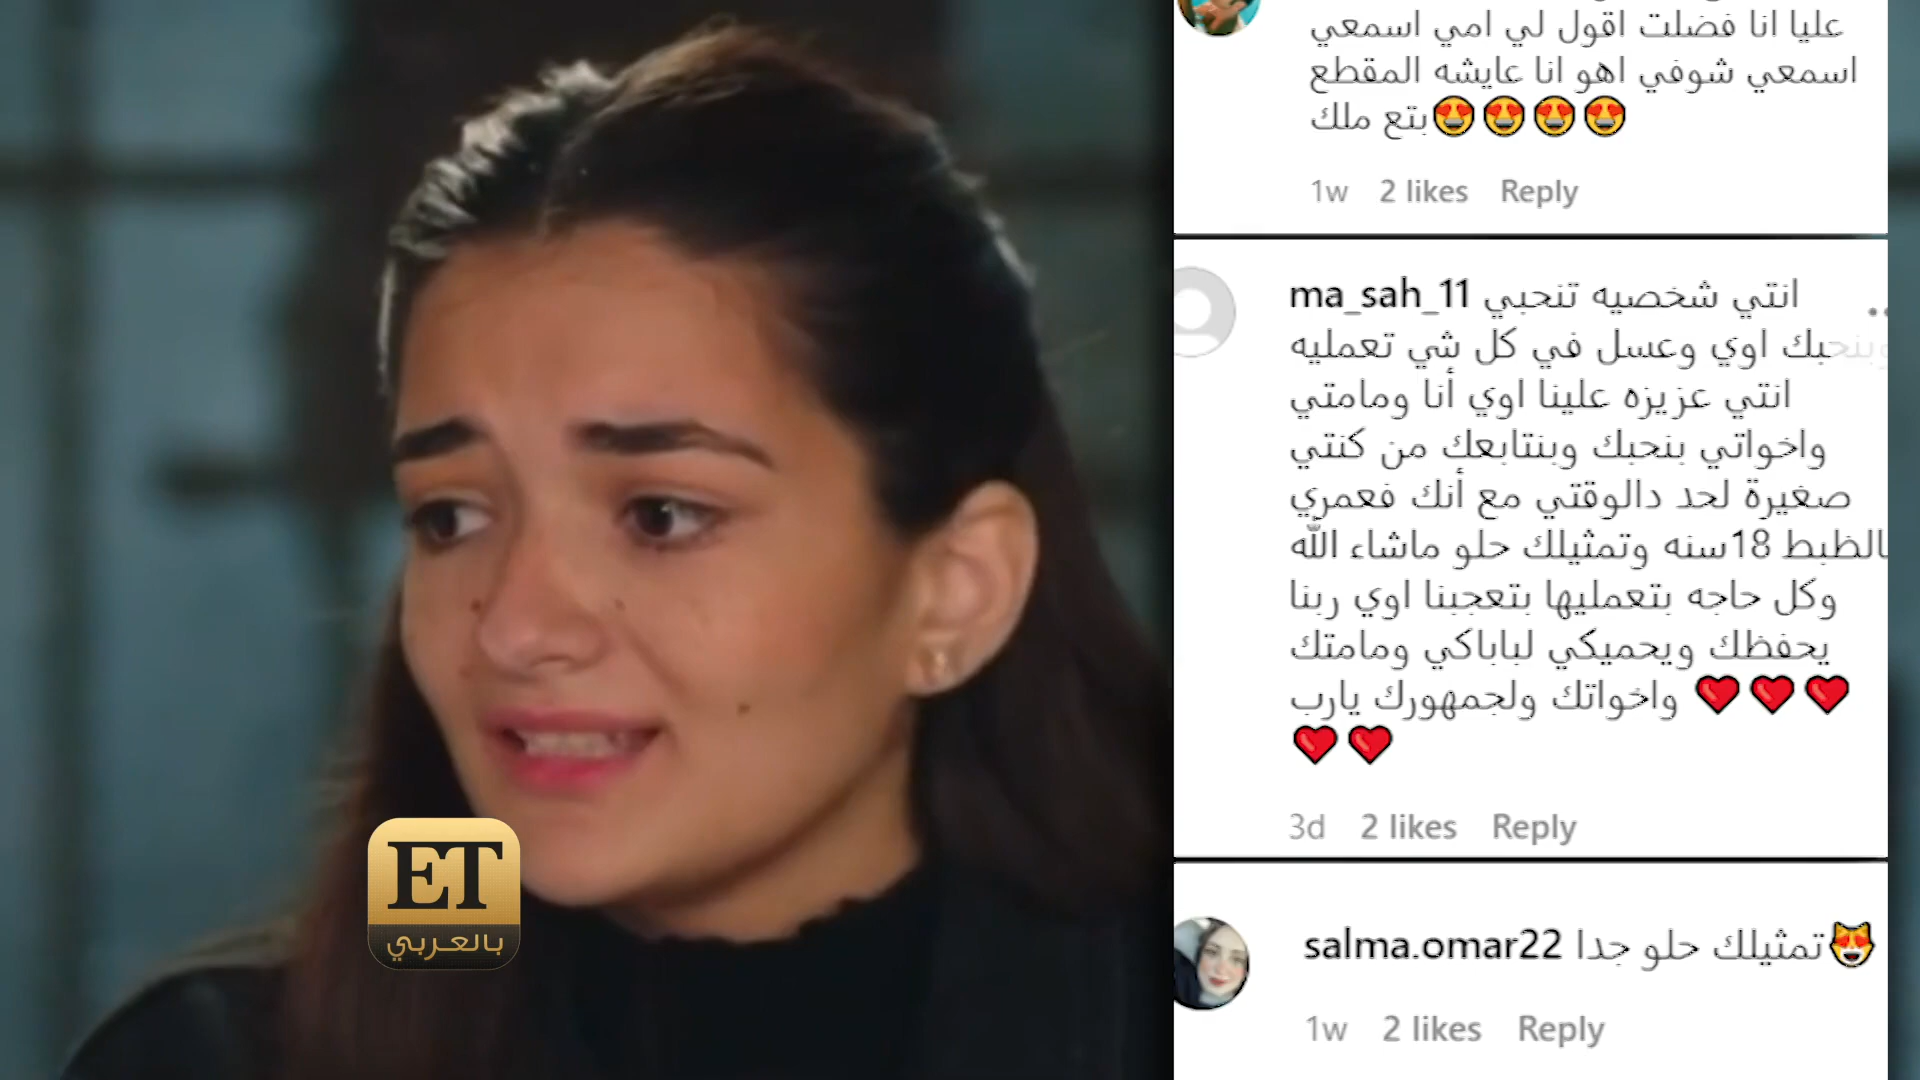 عليا انا فضلت اقول لي امي اسمعي
اسمعي شوفي اهو انا عايشه المقطع
بتع ملك😍😍😍😍
1w 2 likes Reply
ma_sah_11 انتي شخصيه تنحبي
وبنحبك اوي وعسل في كل شي تعمليه
انتي عزيزه علينا اوي أنا ومامتي
واخواتي بنحبك وبنتابعك من كنتي
صغيرة لحد دالوقتي مع أنك فعمري
بالظبط 18سنه وتمثيلك حلو ماشاء الله
وكل حاجه بتعمليها بتعجبنا اوي ربنا
يحفظك ويحميكي لباباكي ومامتك
واخواتك ولجمهورك يارب ❤️❤️❤️
❤️❤️
3d 2 likes Reply
salma.omar22 تمثيلك حلو جدا😻
1w 2 likes Reply
ET
بالعربي